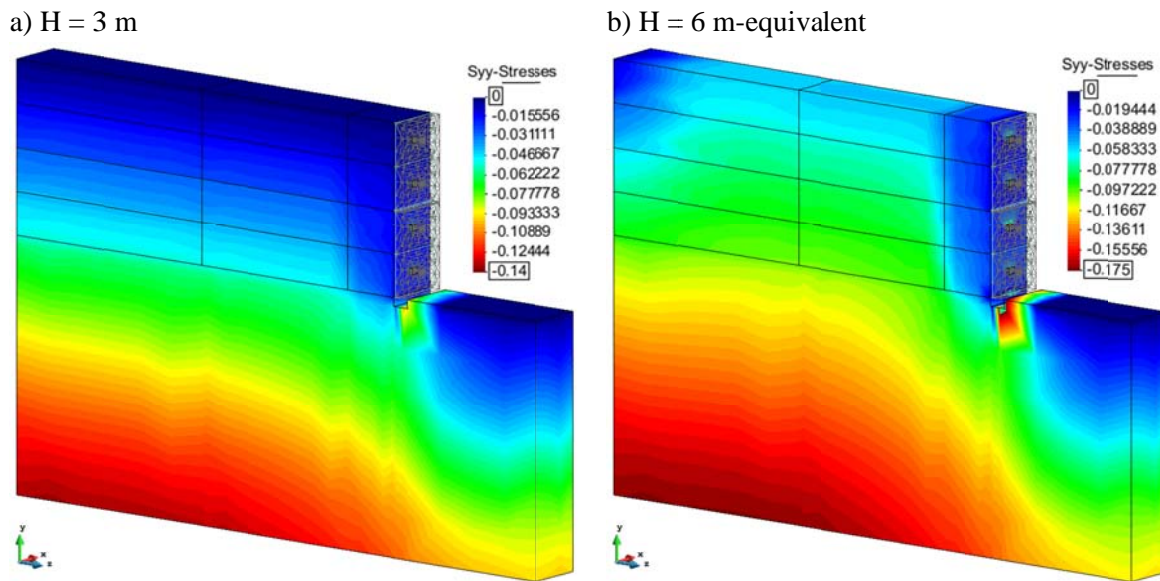 a) H = 3 m
b) H = 6 m-equivalent
Syy-Stresses
0
-0.015556
-0.031111
-0.046667
-0.062222
-0.077778
-0.093333
-0.10889
-0.12444
-0.14
y
x
z
Syy-Stresses
0
-0.019444
-0.038889
-0.058333
-0.077778
-0.097222
-0.11667
-0.13611
-0.15556
-0.175
y
x
z